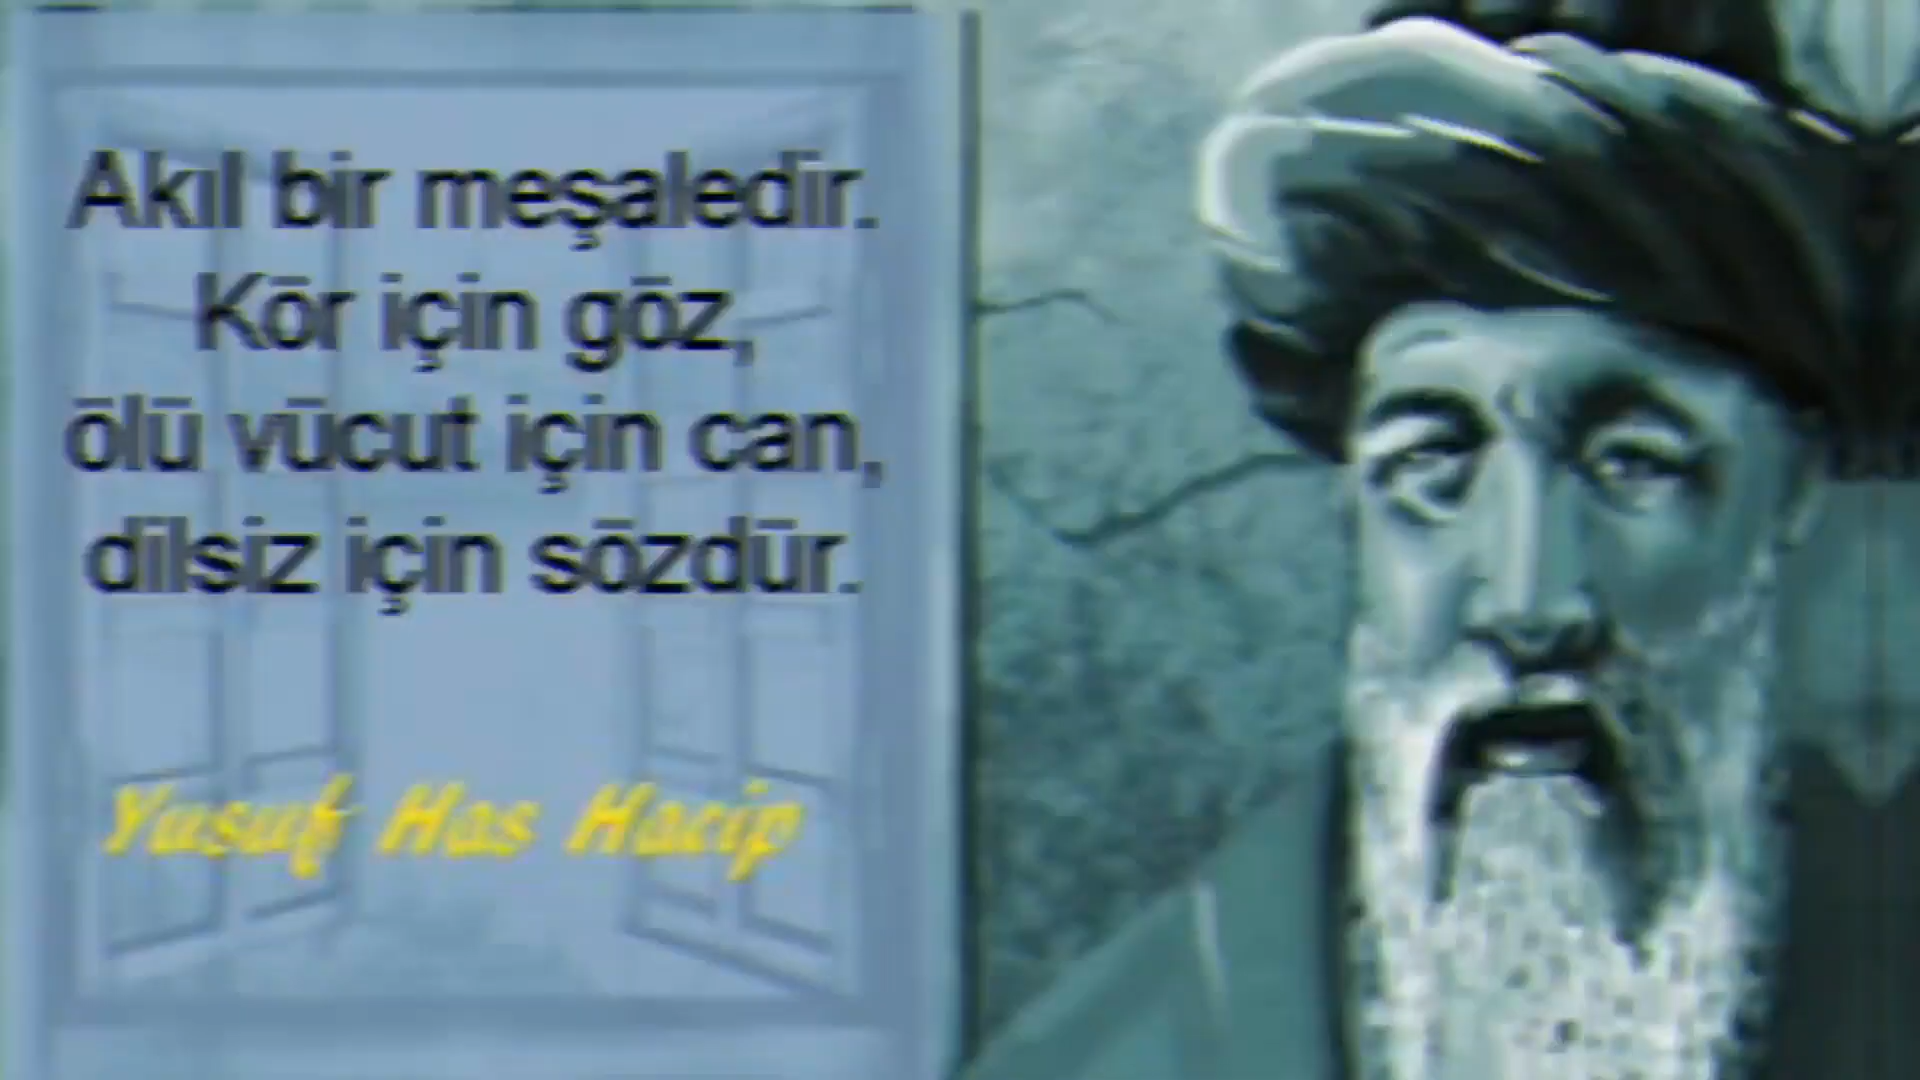 Akıl bir meşaledir.
Kör için göz,
ölü vücut için can,
dilsiz için sözdür.
Yusuf Has Hacip